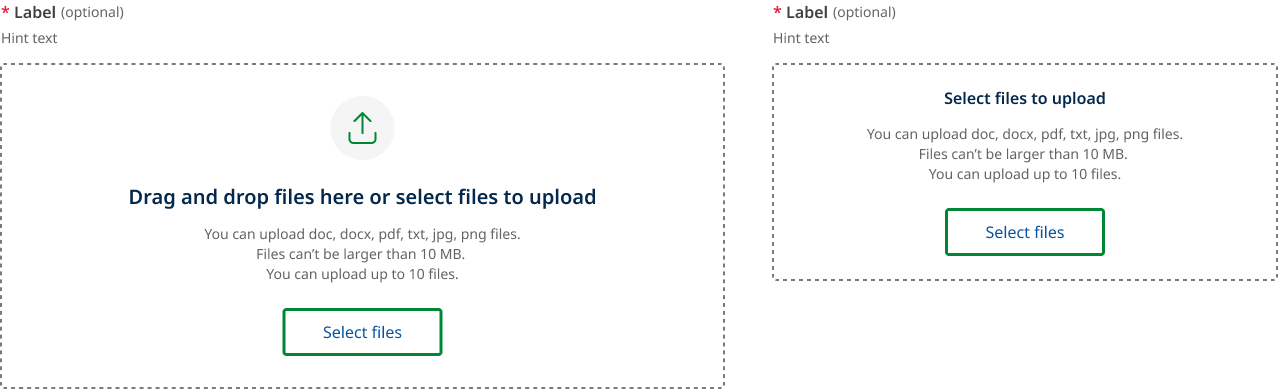 * Label (optional)
Hint text
Drag and drop files here or select files to upload
You can upload doc, docx, pdf, txt, jpg, png files.
Files can’t be larger than 10 MB.
You can upload up to 10 files.
Select files
* Label (optional)
Hint text
Select files to upload
You can upload doc, docx, pdf, txt, jpg, png files.
Files can’t be larger than 10 MB.
You can upload up to 10 files.
Select files